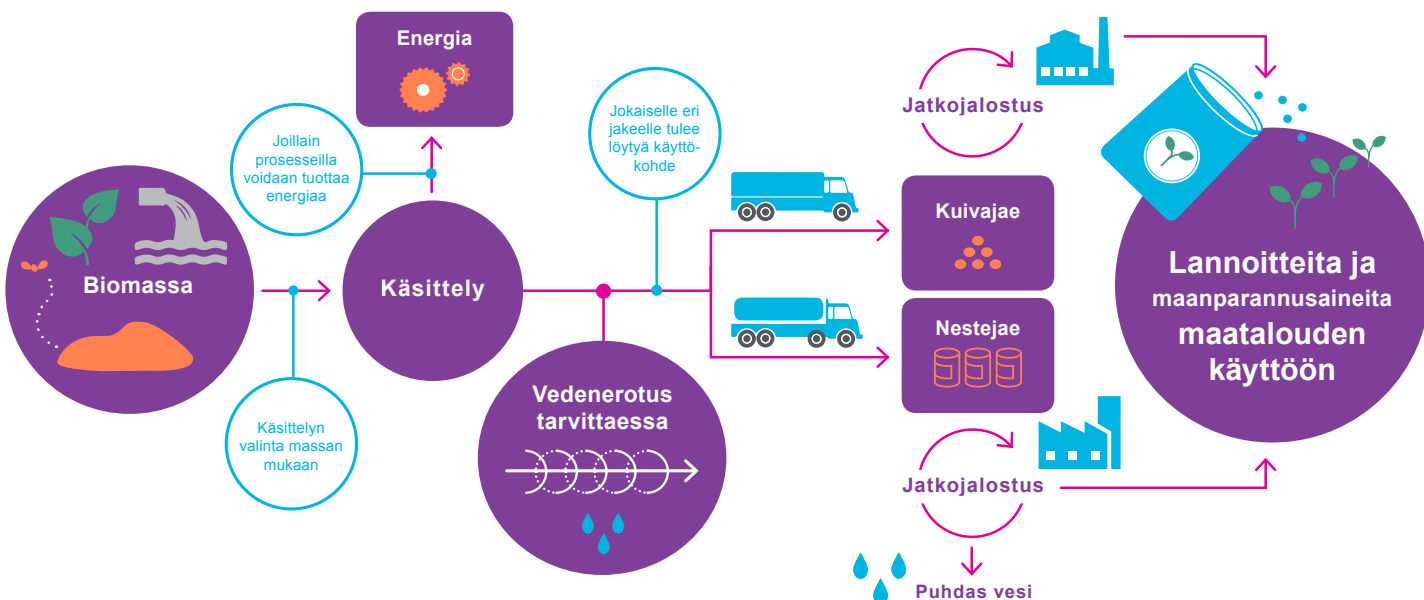 Energia
Joillain
prosesseilla
voidaan tuottaa
energiaa
Jokaiselle eri
jakeelle tulee
löytyä käyttö-
kohde
Jatkojalostus
Biomassa
Käsittely
Kuivajae
Nestejae
Lannoitteita ja
maanparannusaineita
maatalouden
käyttöön
Käsittelyn
valinta massan
mukaan
Vedenerotus
tarvittaessa
Jatkojalostus
Puhdas vesi